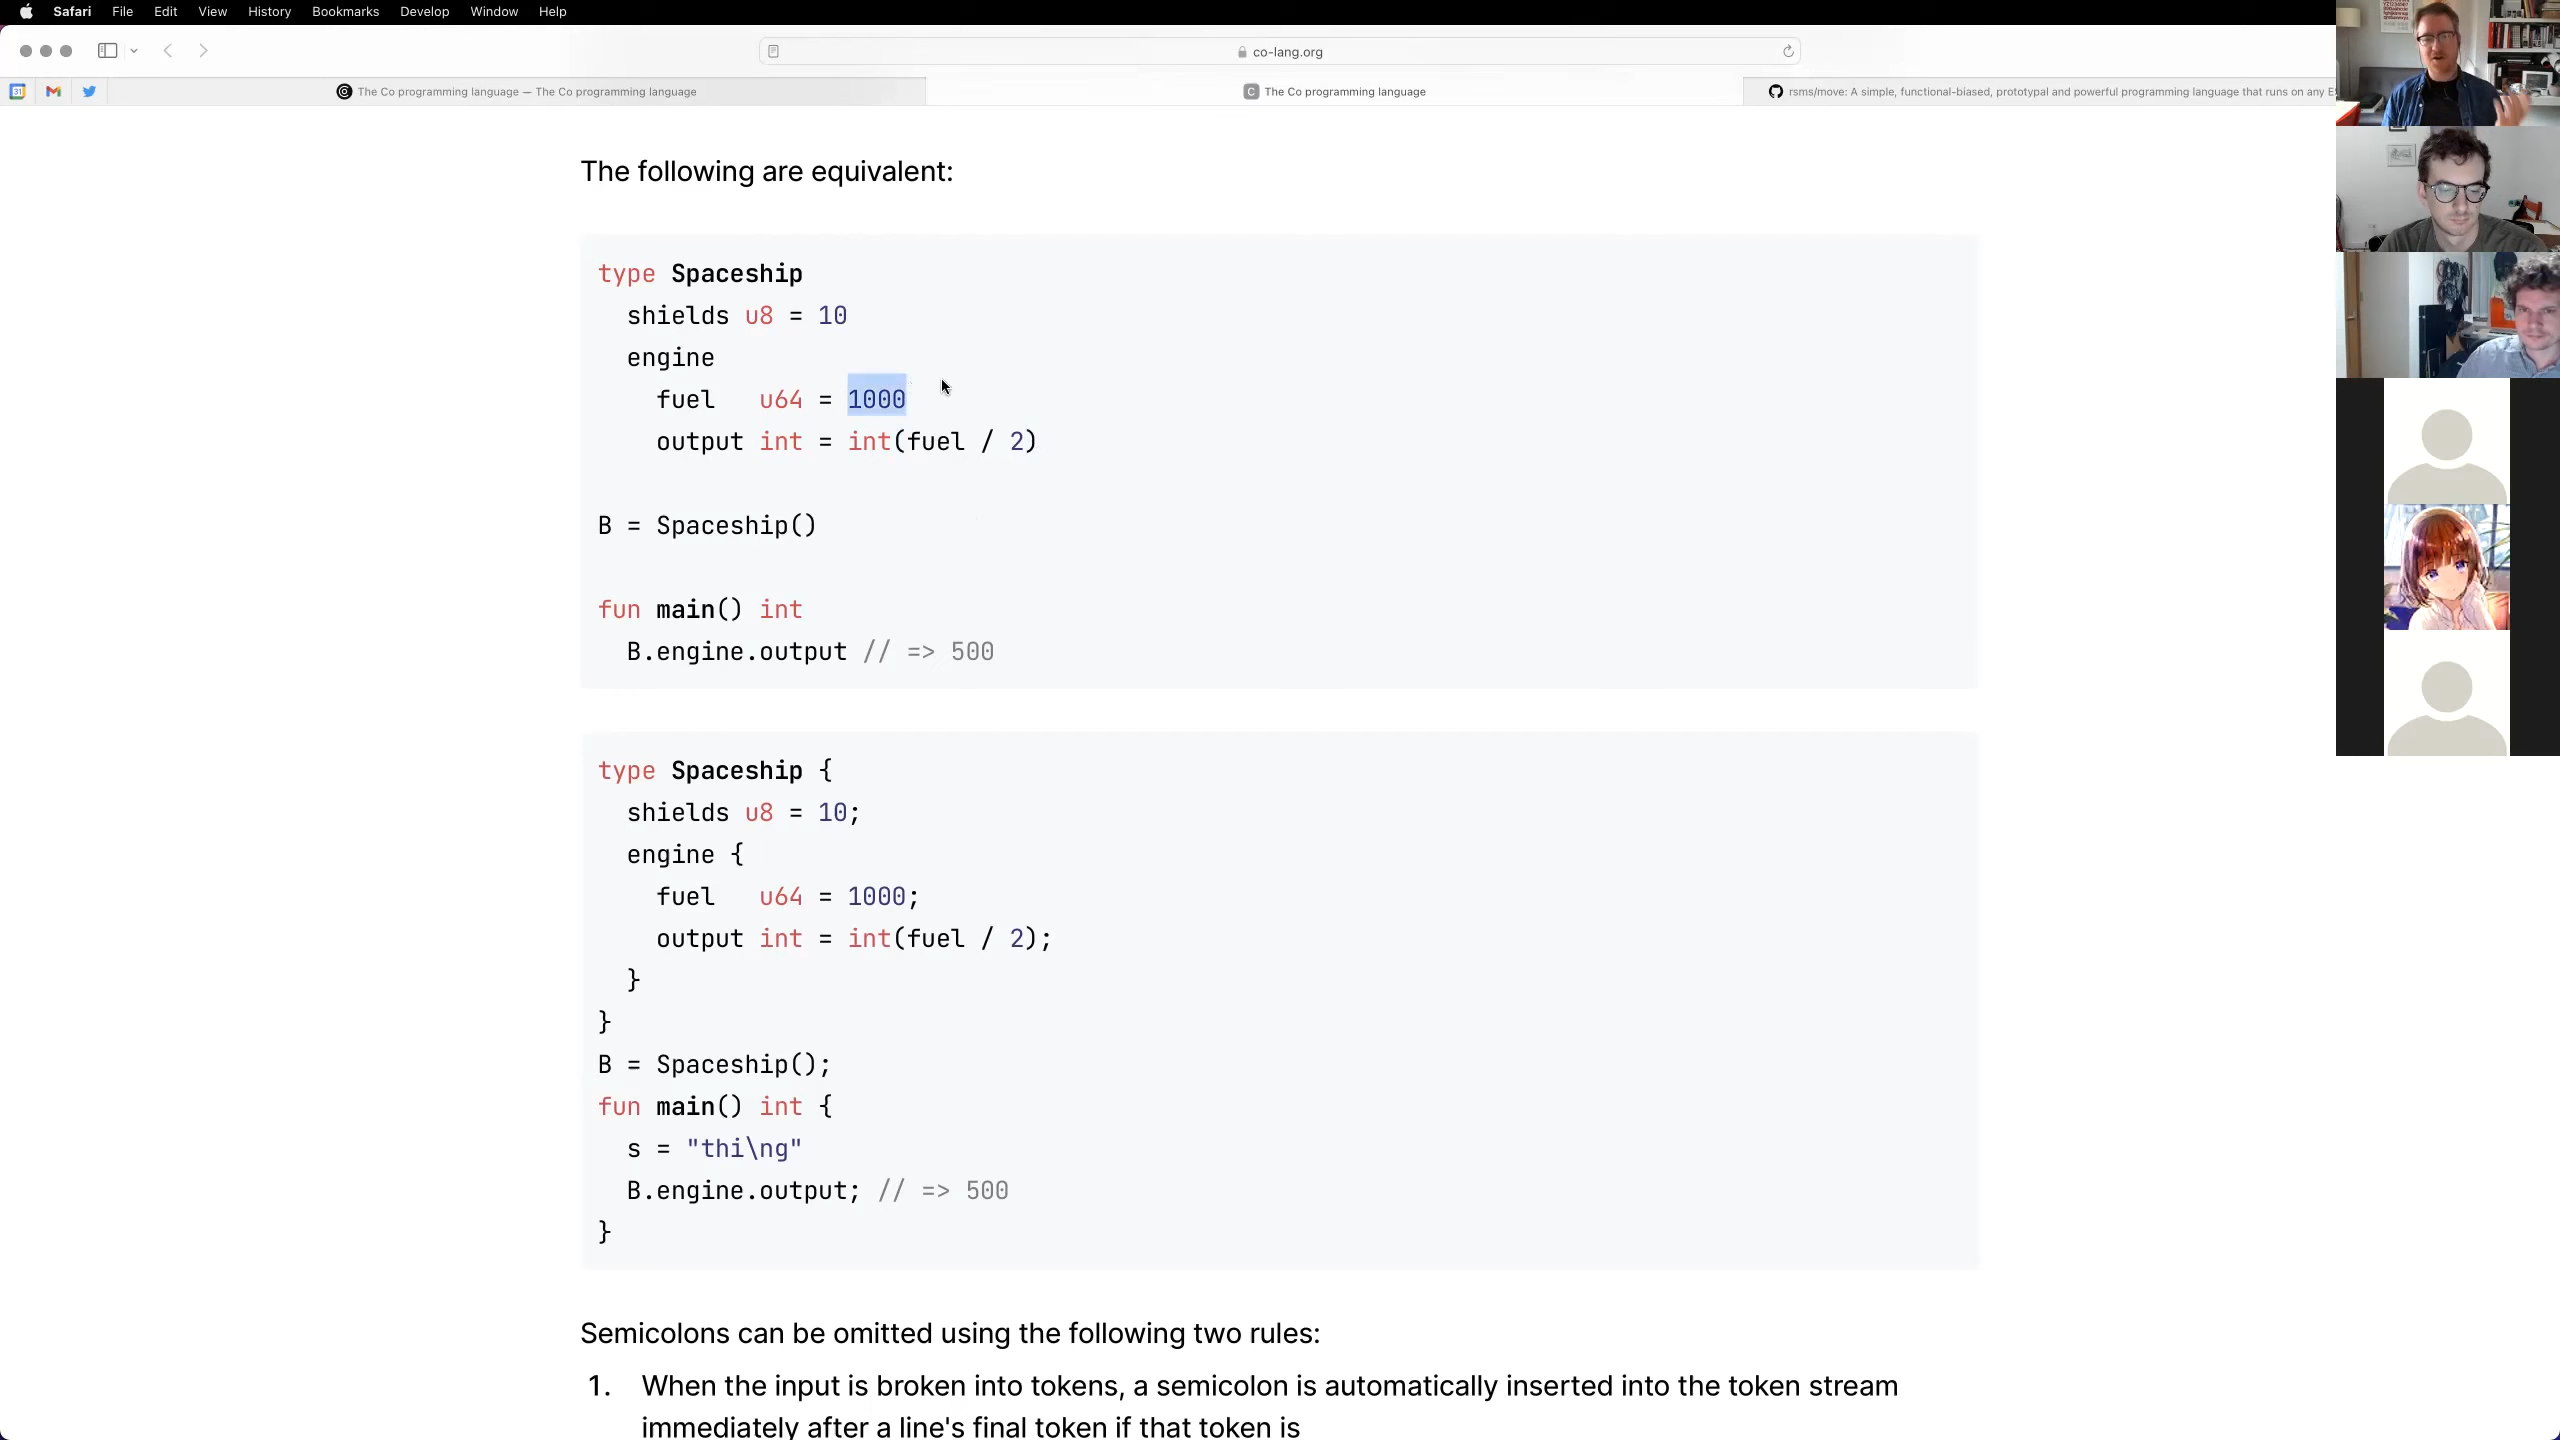 Safari File Edit View History Bookmarks Develop Window Help
co-lang.org
The Co programming language — The Co programming language
C The Co programming language
rsms/move: A simple, functional-biased, prototypal and powerful programming language that runs on any E
The following are equivalent:
type Spaceship
  shields u8 = 10
  engine
    fuel   u64 = 1000
    output int = int(fuel / 2)
B = Spaceship()
fun main() int
  B.engine.output // => 500
type Spaceship {
  shields u8 = 10;
  engine {
    fuel   u64 = 1000;
    output int = int(fuel / 2);
  }
}
B = Spaceship();
fun main() int {
  s = "thi\ng"
  B.engine.output; // => 500
}
Semicolons can be omitted using the following two rules:
1. When the input is broken into tokens, a semicolon is automatically inserted into the token stream
immediately after a line's final token if that token is